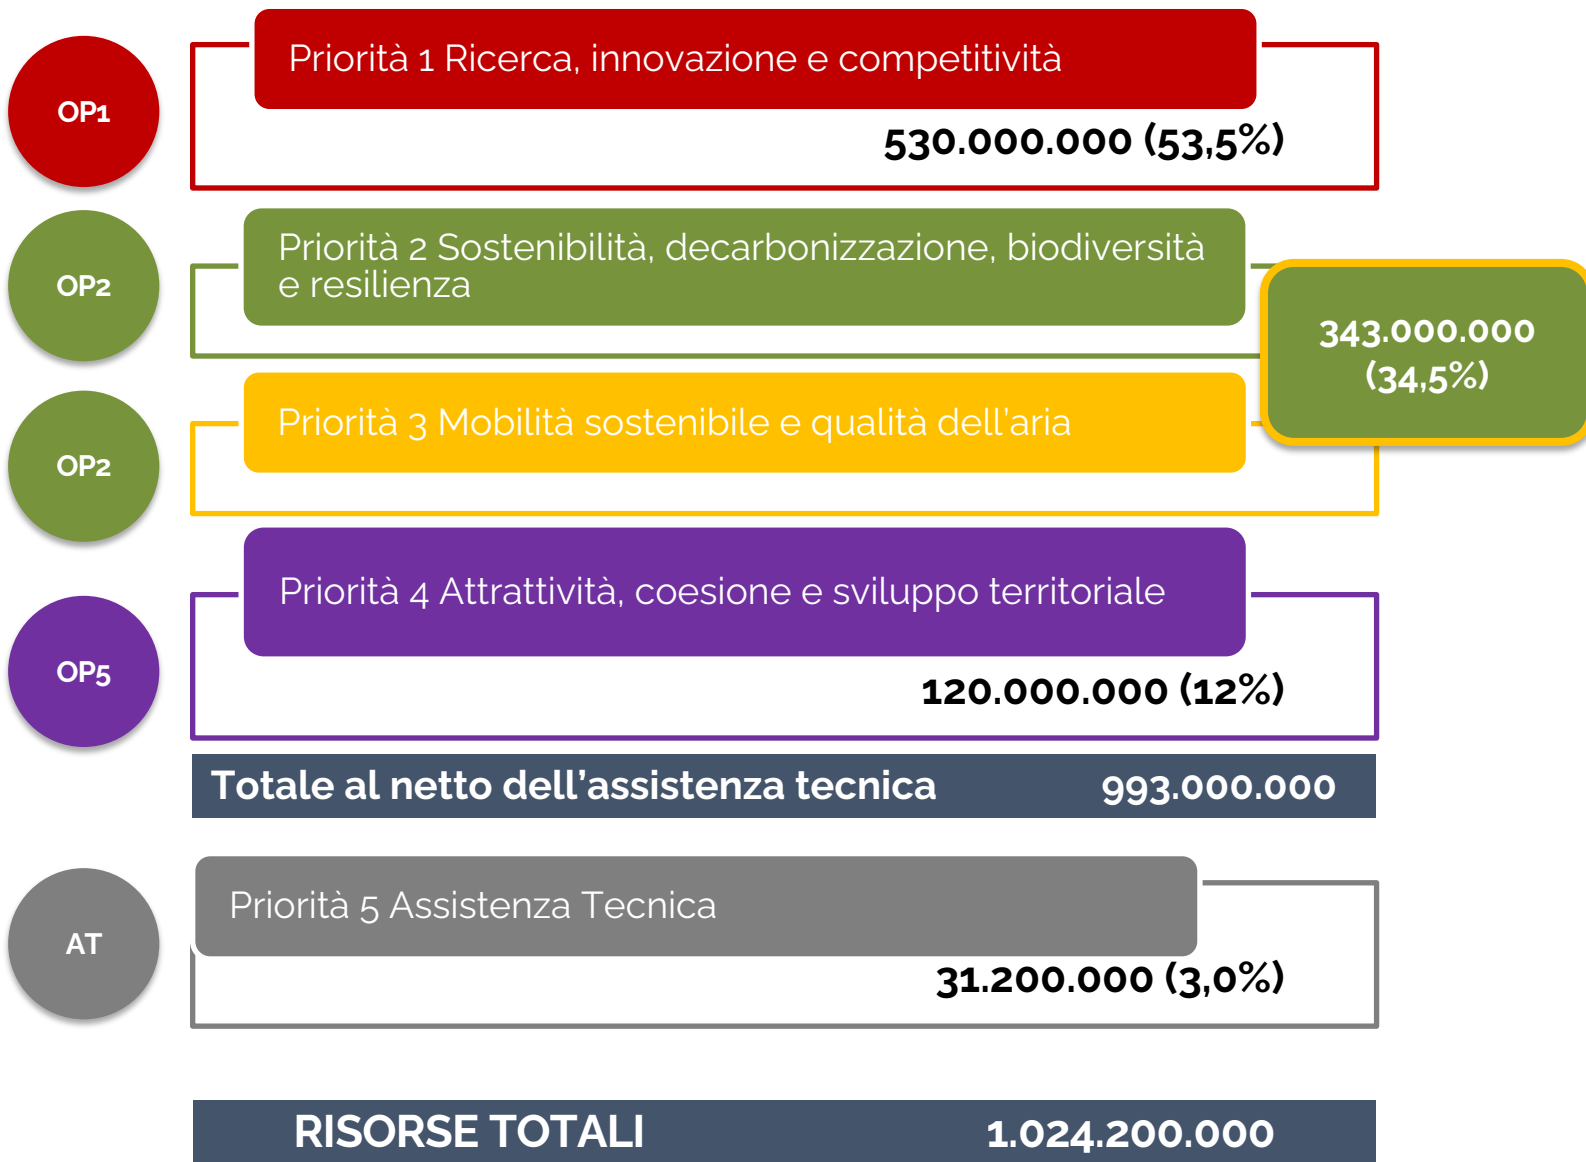 OP1
Priorità 1 Ricerca, innovazione e competitività
530.000.000 (53,5%)
OP2
Priorità 2 Sostenibilità, decarbonizzazione, biodiversità
e resilienza
343.000.000
(34,5%)
OP2
Priorità 3 Mobilità sostenibile e qualità dell'aria
OP5
Priorità 4 Attrattività, coesione e sviluppo territoriale
120.000.000 (12%)
Totale al netto dell’assistenza tecnica 993.000.000
AT
Priorità 5 Assistenza Tecnica
31.200.000 (3,0%)
RISORSE TOTALI 1.024.200.000